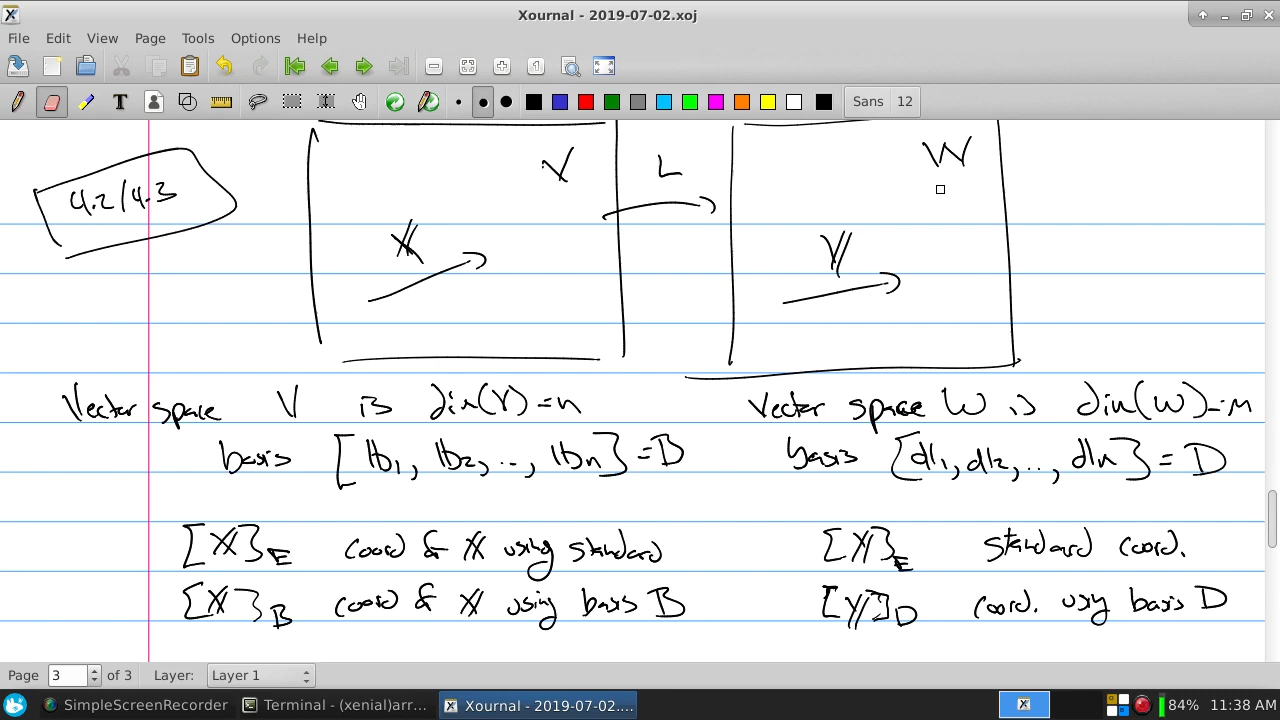 Xournal - 2019-07-02.xoj
File Edit View Page Tools Options Help
Sans 12
4.2/4.3
V L W
X Y
Vector space V is dim(V)=n
basis [b1, b2, .., bn] = B
[X]E coord of X using standard
[X]B coord of X using basis B
Vector space W is dim(W)=m
basis [d1, d2, .., dn] = D
[Y]E standard coord.
[Y]D coord. using basis D
Page 3 of 3 Layer: Layer 1
SimpleScreenRecorder Terminal - (xenial)arr... Xournal - 2019-07-02.... 84% 11:38 AM